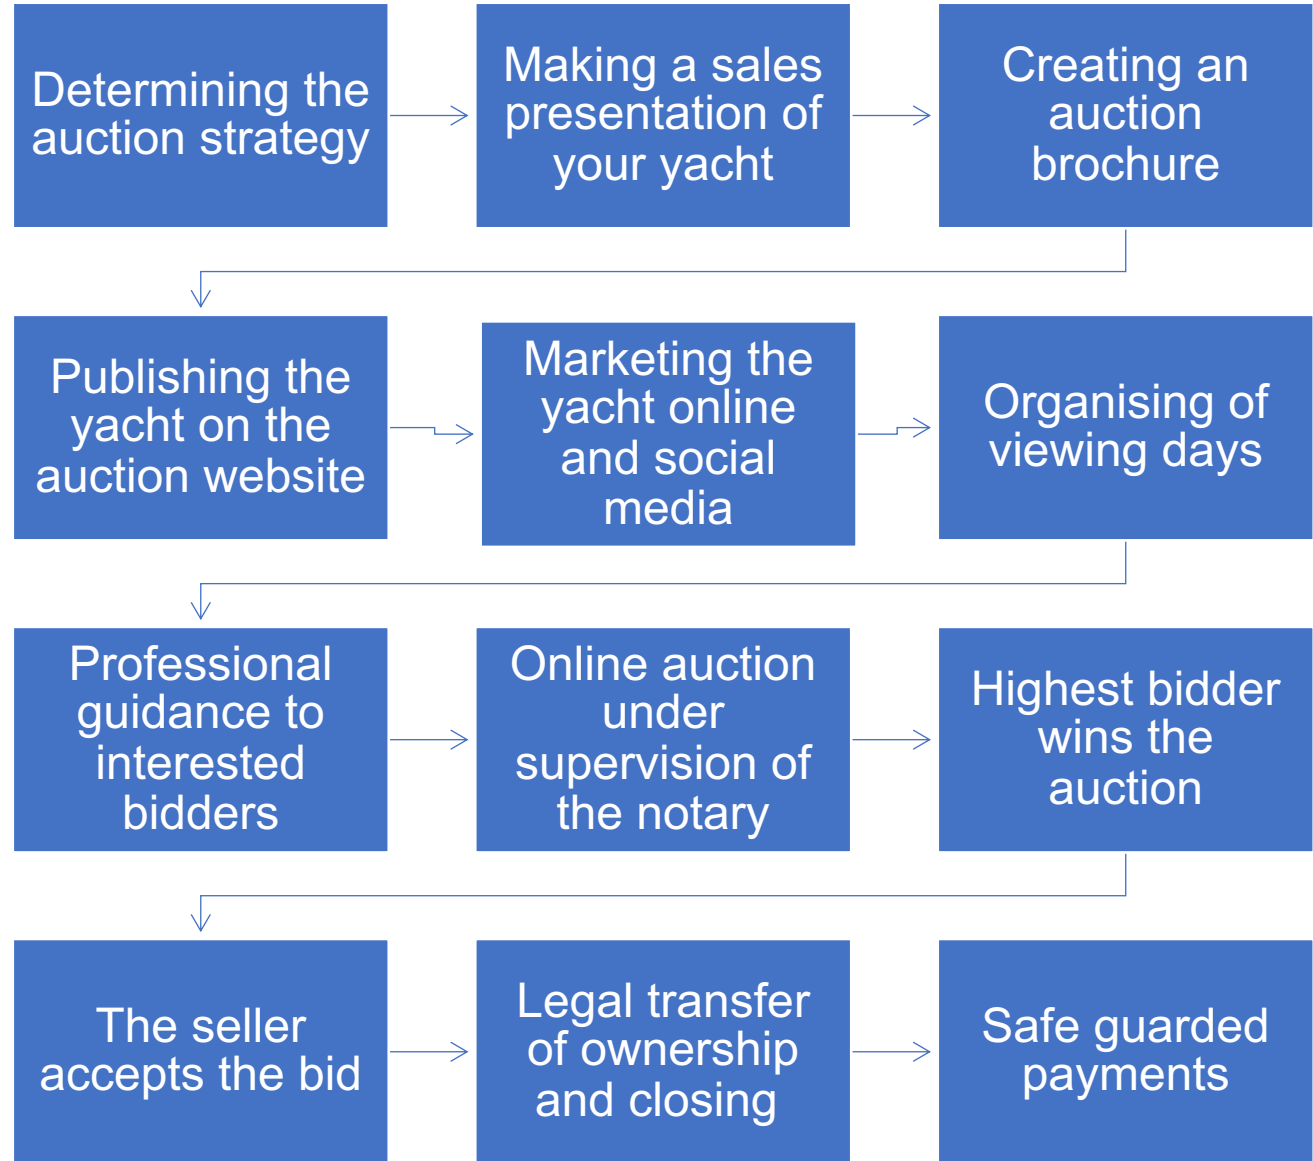 Determining the
auction strategy
Making a sales
presentation of
your yacht
Creating an
auction
brochure
Publishing the
yacht on the
auction website
Marketing the
yacht online
and social
media
Organising of
viewing days
Professional
guidance to
interested
bidders
Online auction
under
supervision of
the notary
Highest bidder
wins the
auction
The seller
accepts the bid
Legal transfer
of ownership
and closing
Safe guarded
payments